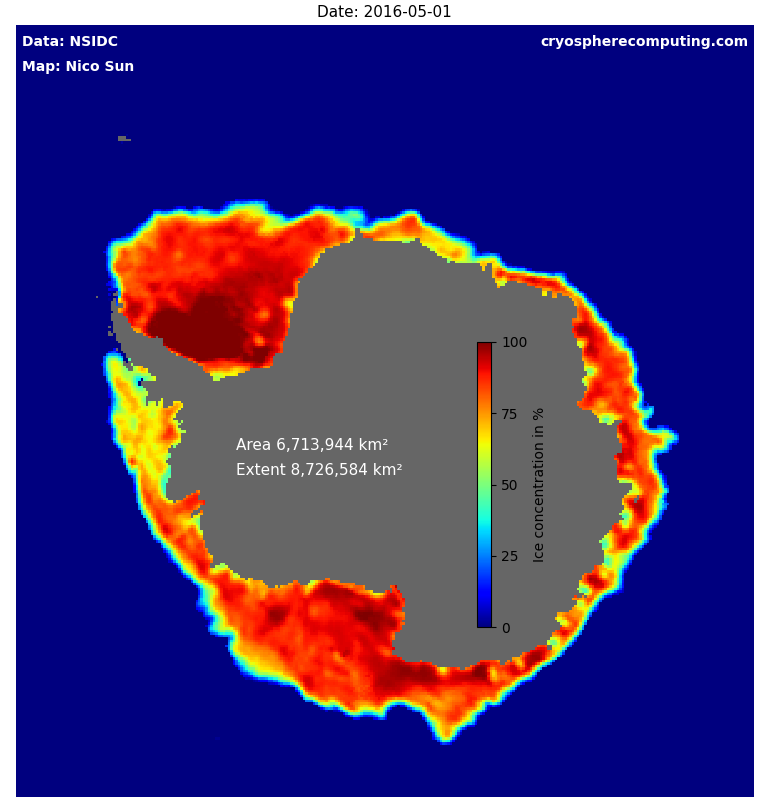 Date: 2016-05-01
Data: NSIDC
cryospherecomputing.com
Map: Nico Sun
100
75
50
25
0
Ice concentration in %
Area 6,713,944 km²
Extent 8,726,584 km²